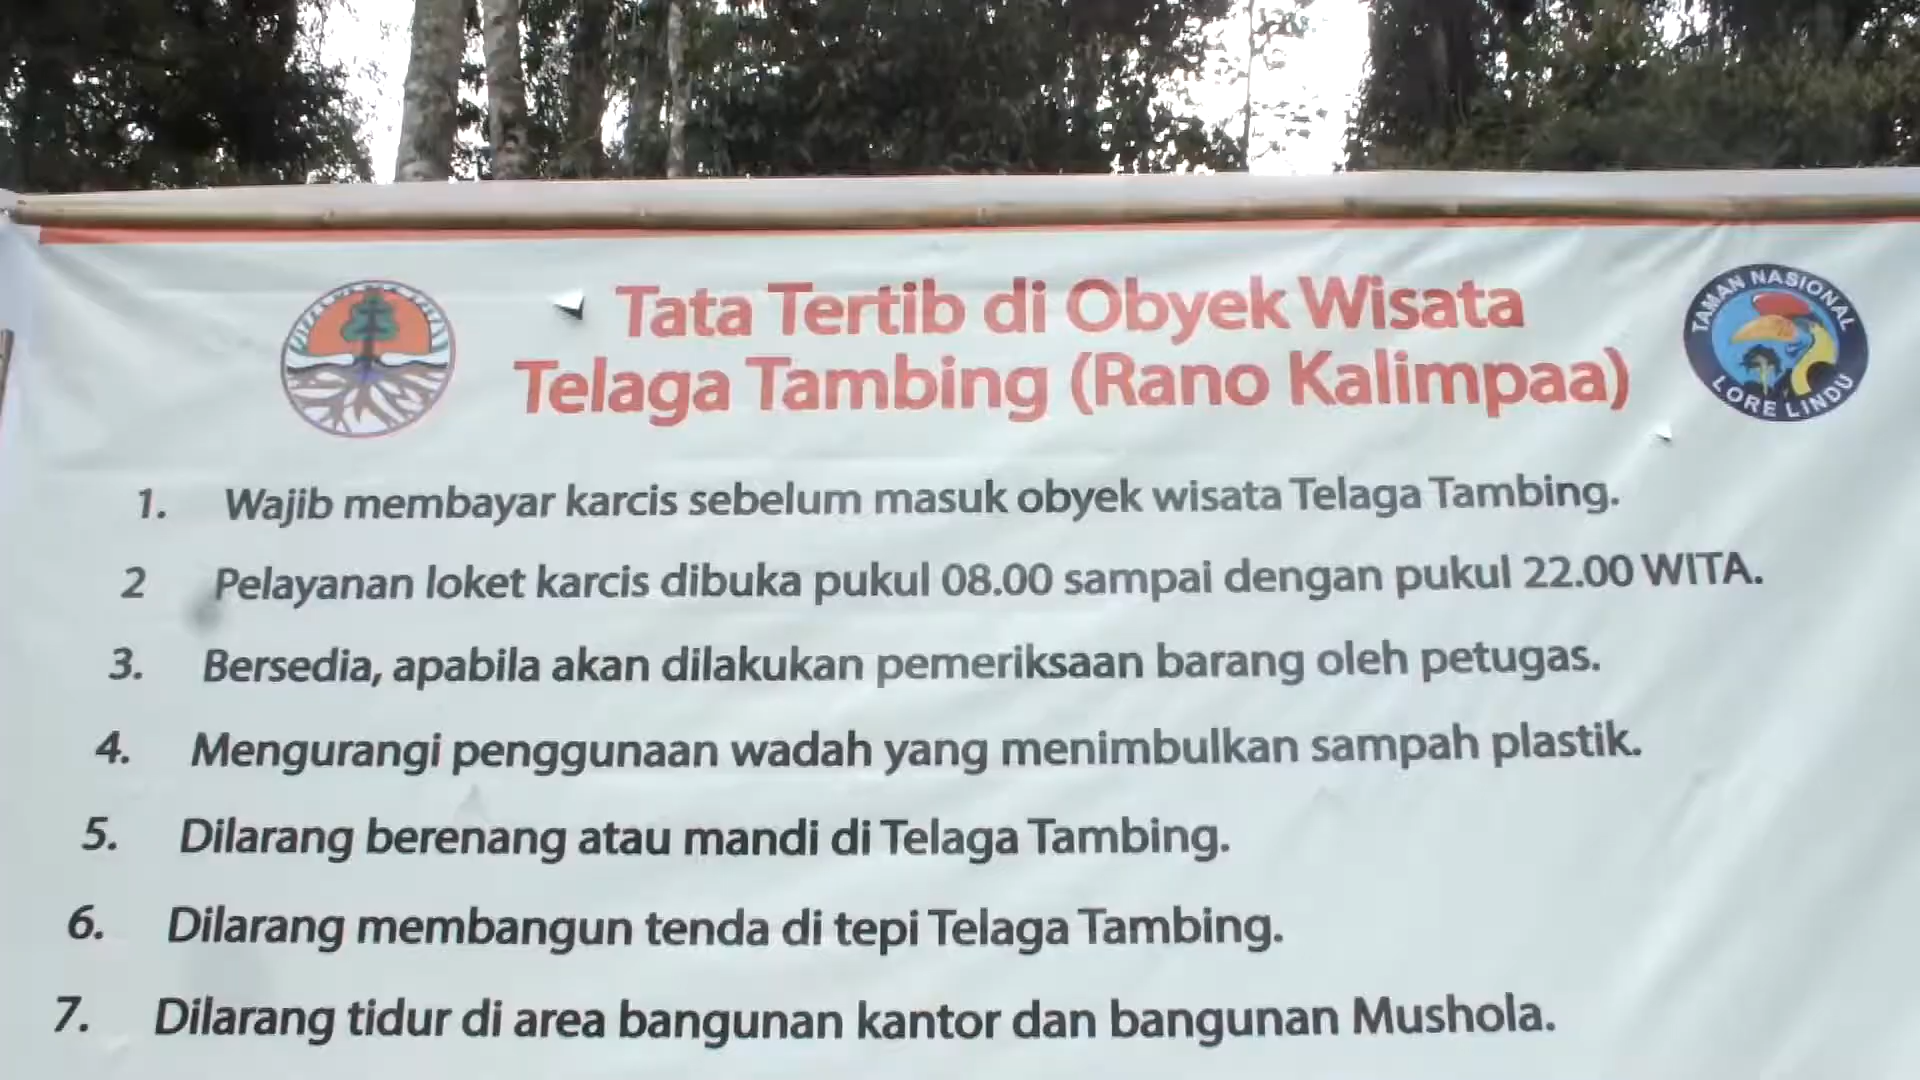 Tata Tertib di Obyek Wisata
Telaga Tambing (Rano Kalimpaa)
TAMAN NASIONAL
LORE LINDU
1. Wajib membayar karcis sebelum masuk obyek wisata Telaga Tambing.
2 Pelayanan loket karcis dibuka pukul 08.00 sampai dengan pukul 22.00 WITA.
3. Bersedia, apabila akan dilakukan pemeriksaan barang oleh petugas.
4. Mengurangi penggunaan wadah yang menimbulkan sampah plastik.
5. Dilarang berenang atau mandi di Telaga Tambing.
6. Dilarang membangun tenda di tepi Telaga Tambing.
7. Dilarang tidur di area bangunan kantor dan bangunan Mushola.